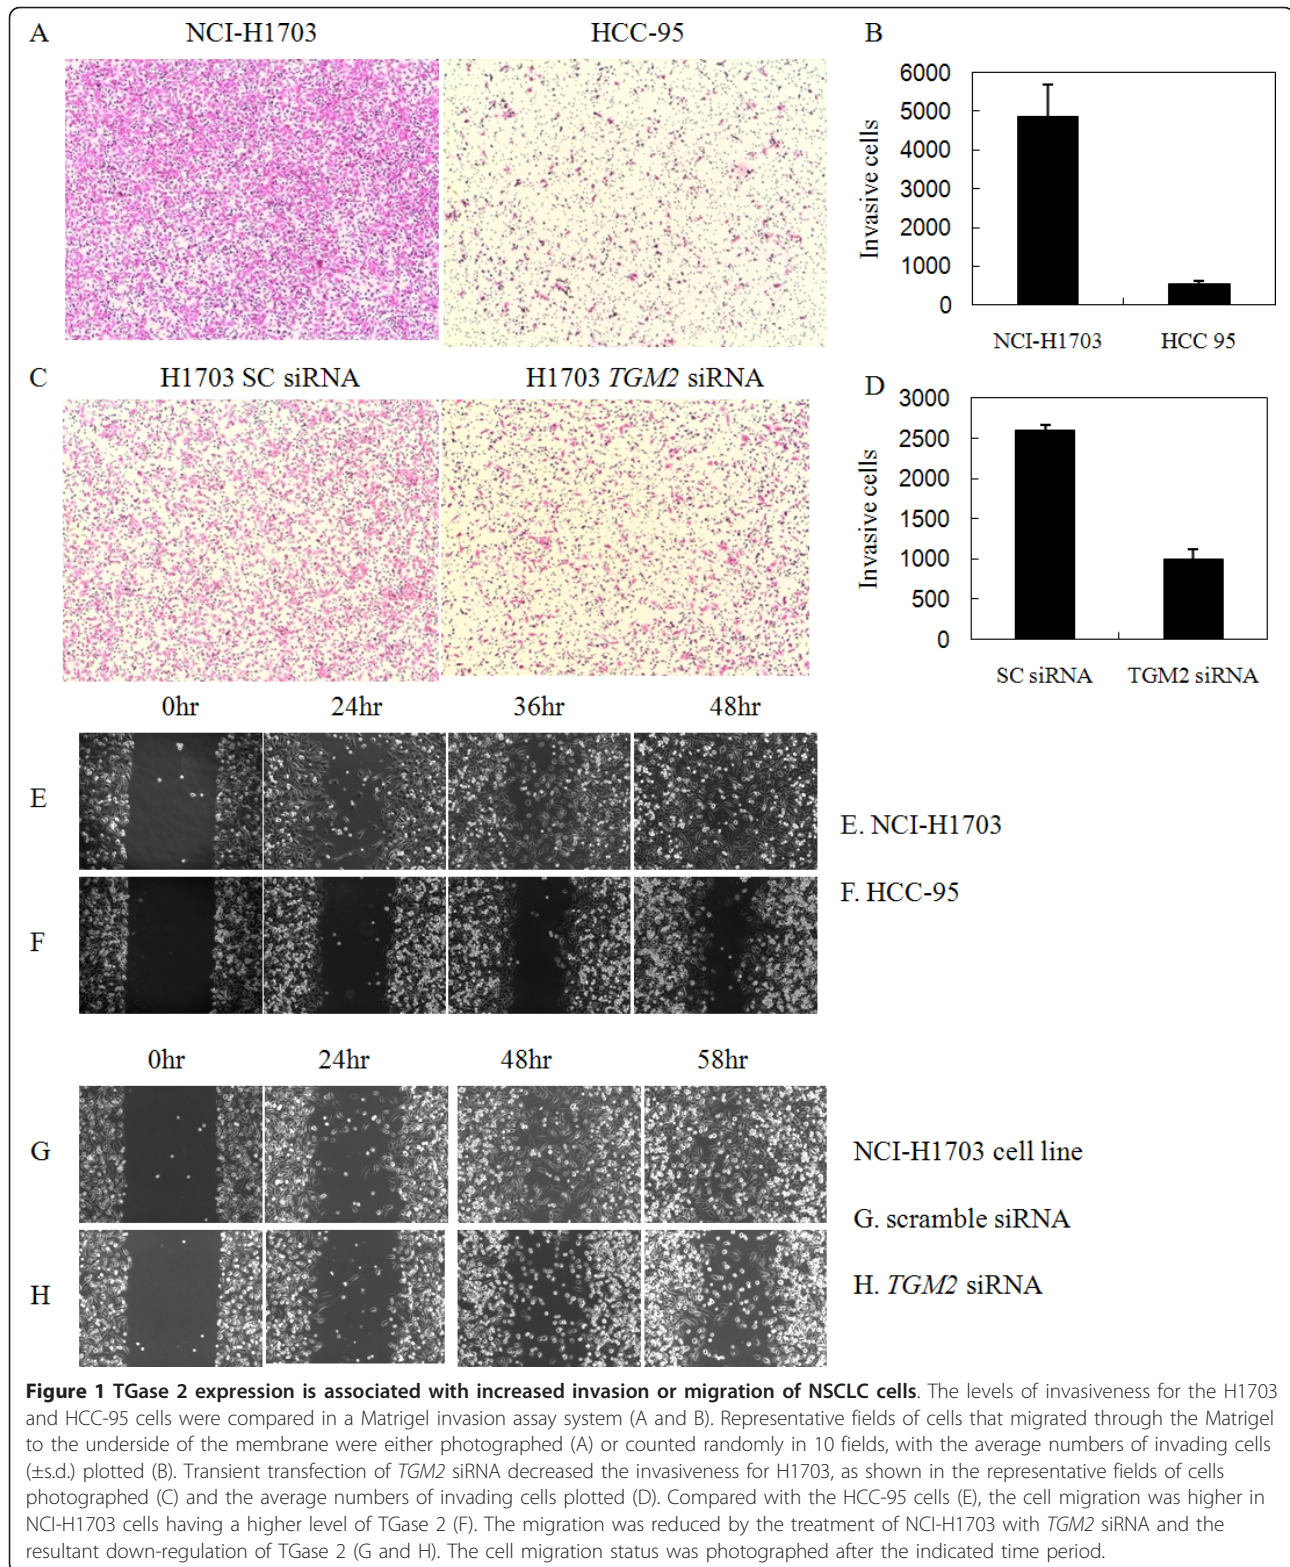 A
NCI-H1703
HCC-95
B
6000
5000
4000
3000
2000
1000
0
Invasive cells
NCI-H1703
HCC 95
C
H1703 SC siRNA
H1703 TGM2 siRNA
D
3000
2500
2000
1500
1000
500
0
Invasive cells
SC siRNA
TGM2 siRNA
0hr
24hr
36hr
48hr
E
E. NCI-H1703
F
F. HCC-95
0hr
24hr
48hr
58hr
G
NCI-H1703 cell line
G. scramble siRNA
H
H. TGM2 siRNA
Figure 1 TGase 2 expression is associated with increased invasion or migration of NSCLC cells. The levels of invasiveness for the H1703
and HCC-95 cells were compared in a Matrigel invasion assay system (A and B). Representative fields of cells that migrated through the Matrigel
to the underside of the membrane were either photographed (A) or counted randomly in 10 fields, with the average numbers of invading cells
(±s.d.) plotted (B). Transient transfection of TGM2 siRNA decreased the invasiveness for H1703, as shown in the representative fields of cells
photographed (C) and the average numbers of invading cells plotted (D). Compared with the HCC-95 cells (E), the cell migration was higher in
NCI-H1703 cells having a higher level of TGase 2 (F). The migration was reduced by the treatment of NCI-H1703 with TGM2 siRNA and the
resultant down-regulation of TGase 2 (G and H). The cell migration status was photographed after the indicated time period.